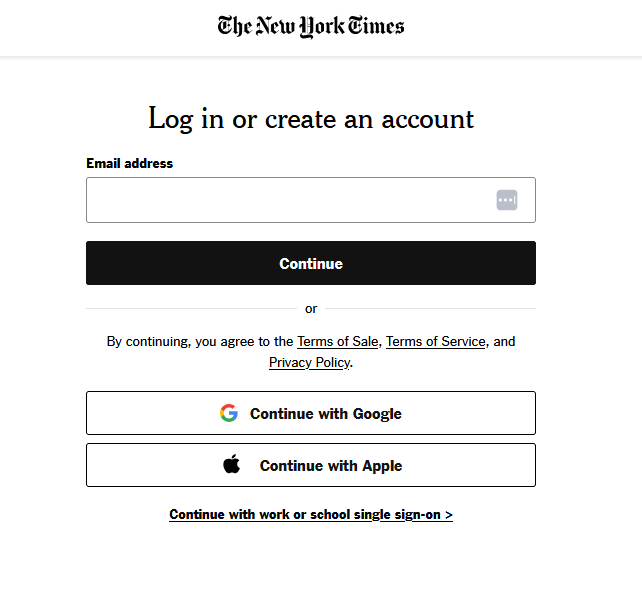 The New York Times
Log in or create an account
Email address
Continue
or
By continuing, you agree to the Terms of Sale, Terms of Service, and
Privacy Policy.
Continue with Google
Continue with Apple
Continue with work or school single sign-on >